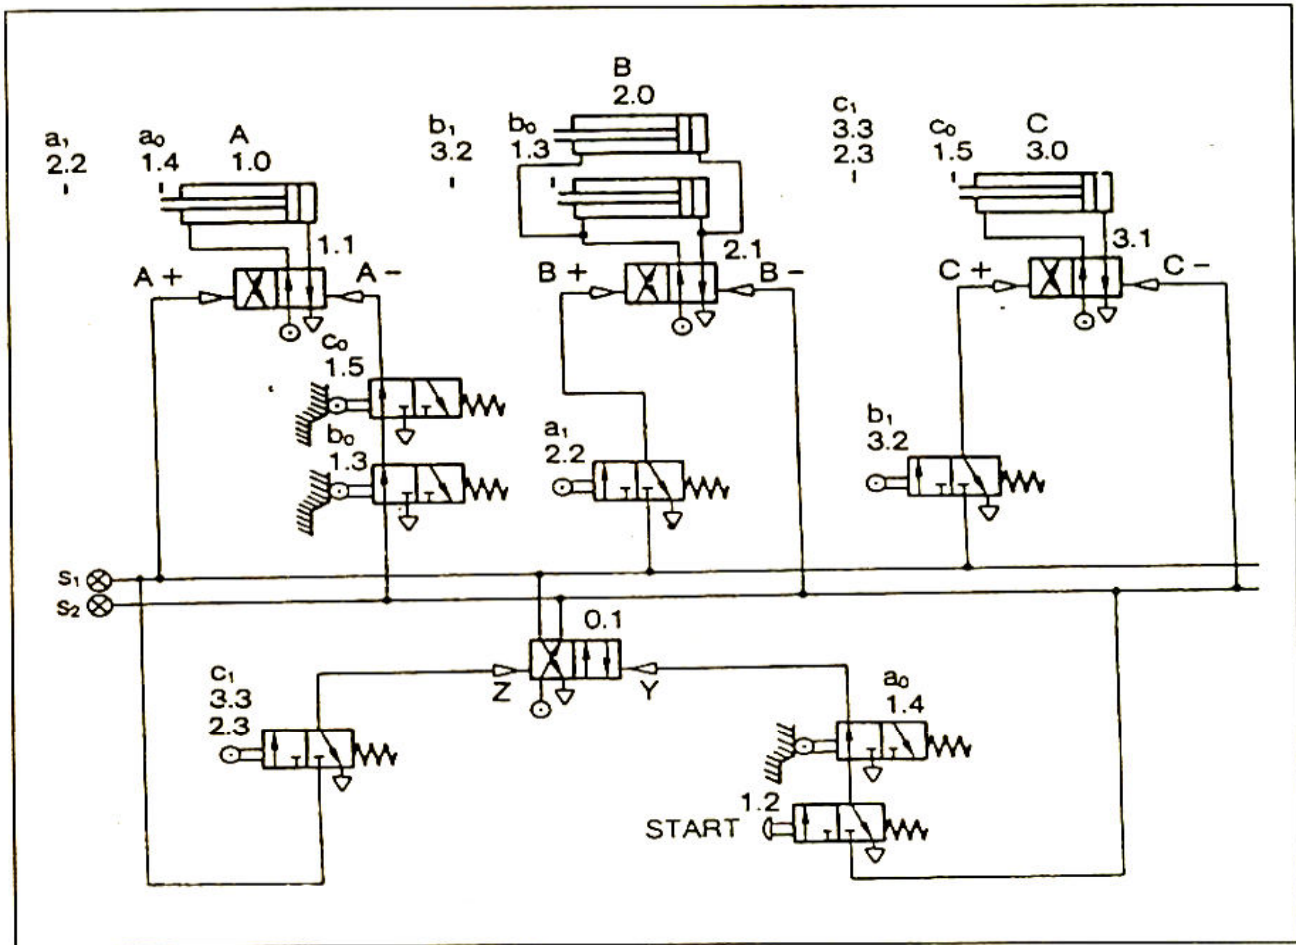 B
2.0
a₁
2.2
a₀
1.4
A
1.0
b₁
3.2
b₀
1.3
c₁
3.3
2.3
c₀
1.5
C
3.0
1.1
2.1
3.1
A +
A -
B +
B -
C +
C -
c₀
1.5
b₀
1.3
a₁
2.2
b₁
3.2
S₁
S₂
0.1
Z
Y
c₁
3.3
2.3
a₀
1.4
1.2
START